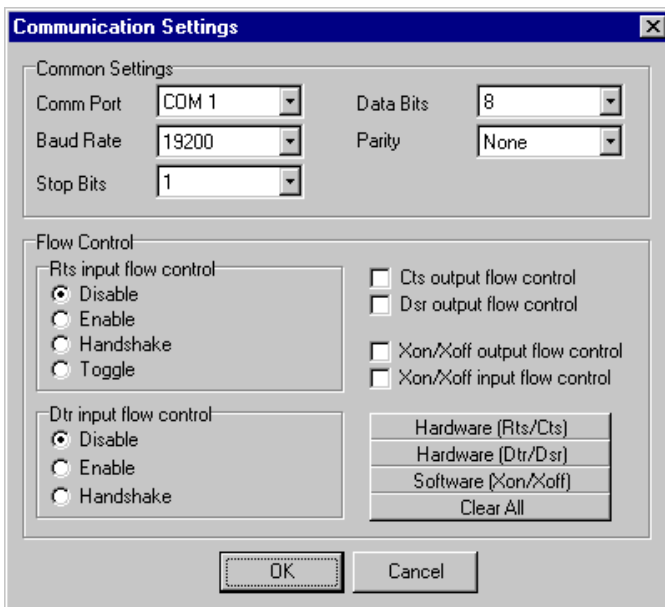 Communication Settings
Common Settings
Comm Port COM 1 Data Bits 8
Baud Rate 19200 Parity None
Stop Bits 1
Flow Control
Rts input flow control
Disable
Enable
Handshake
Toggle
Cts output flow control
Dsr output flow control
Xon/Xoff output flow control
Xon/Xoff input flow control
Dtr input flow control
Disable
Enable
Handshake
Hardware (Rts/Cts)
Hardware (Dtr/Dsr)
Software (Xon/Xoff)
Clear All
OK Cancel